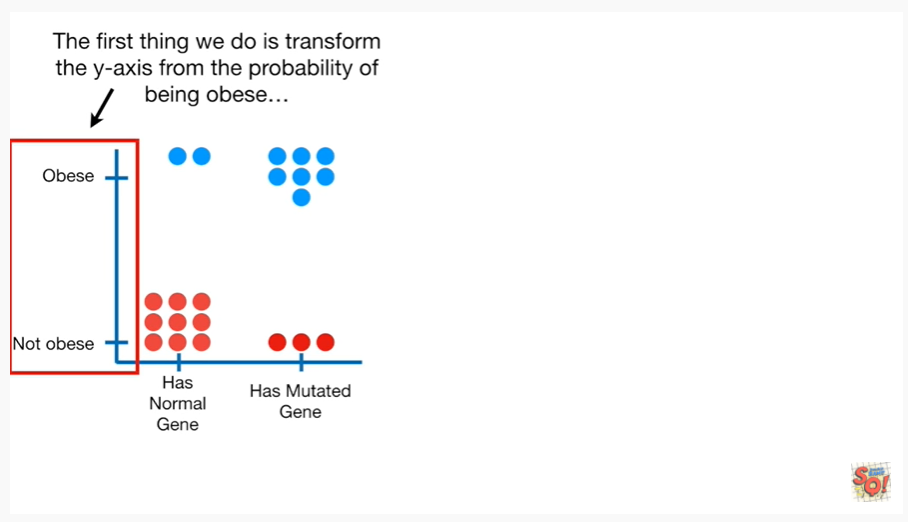 The first thing we do is transform
the y-axis from the probability of
being obese…
Obese
Not obese
Has
Normal
Gene
Has Mutated
Gene
SQ!